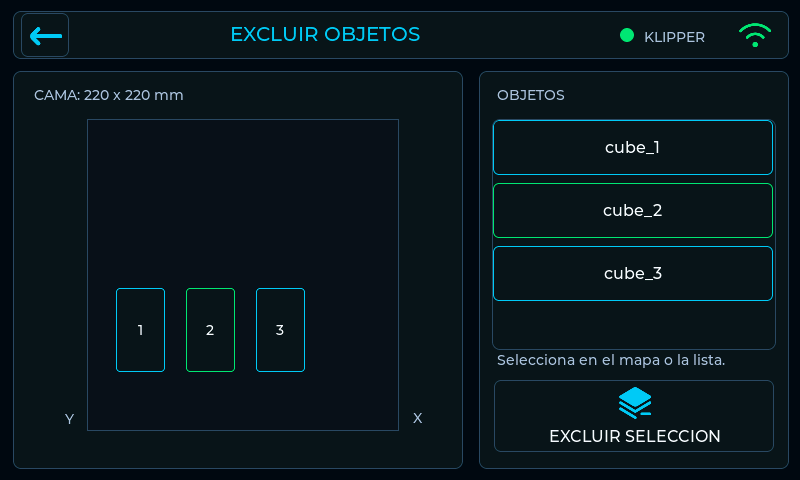 EXCLUIR OBJETOS
KLIPPER
CAMA: 220 x 220 mm
1
2
3
Y
X
OBJETOS
cube_1
cube_2
cube_3
Selecciona en el mapa o la lista.
EXCLUIR SELECCION